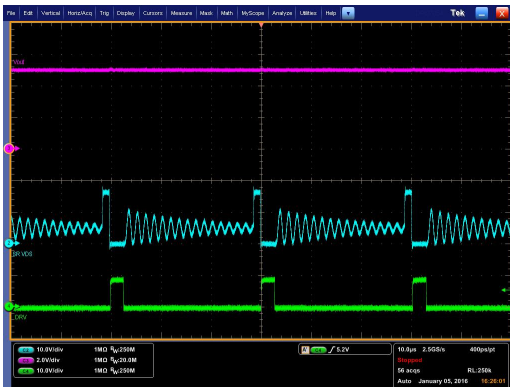 File Edit Vertical Horiz/Acq Trig Display Cursors Measure Mask Math MyScope Analyze Utilities Help Tek X
Vout
SR VDS
DRV
10.0V/div 1MΩ BW:250M
2.0V/div 1MΩ BW:20.0M
10.0V/div 1MΩ BW:250M
A' 5.2V
10.0μs 2.5GS/s 400ps/pt
Stopped
56 acqs RL:250k
Auto January 05, 2016 16:26:01